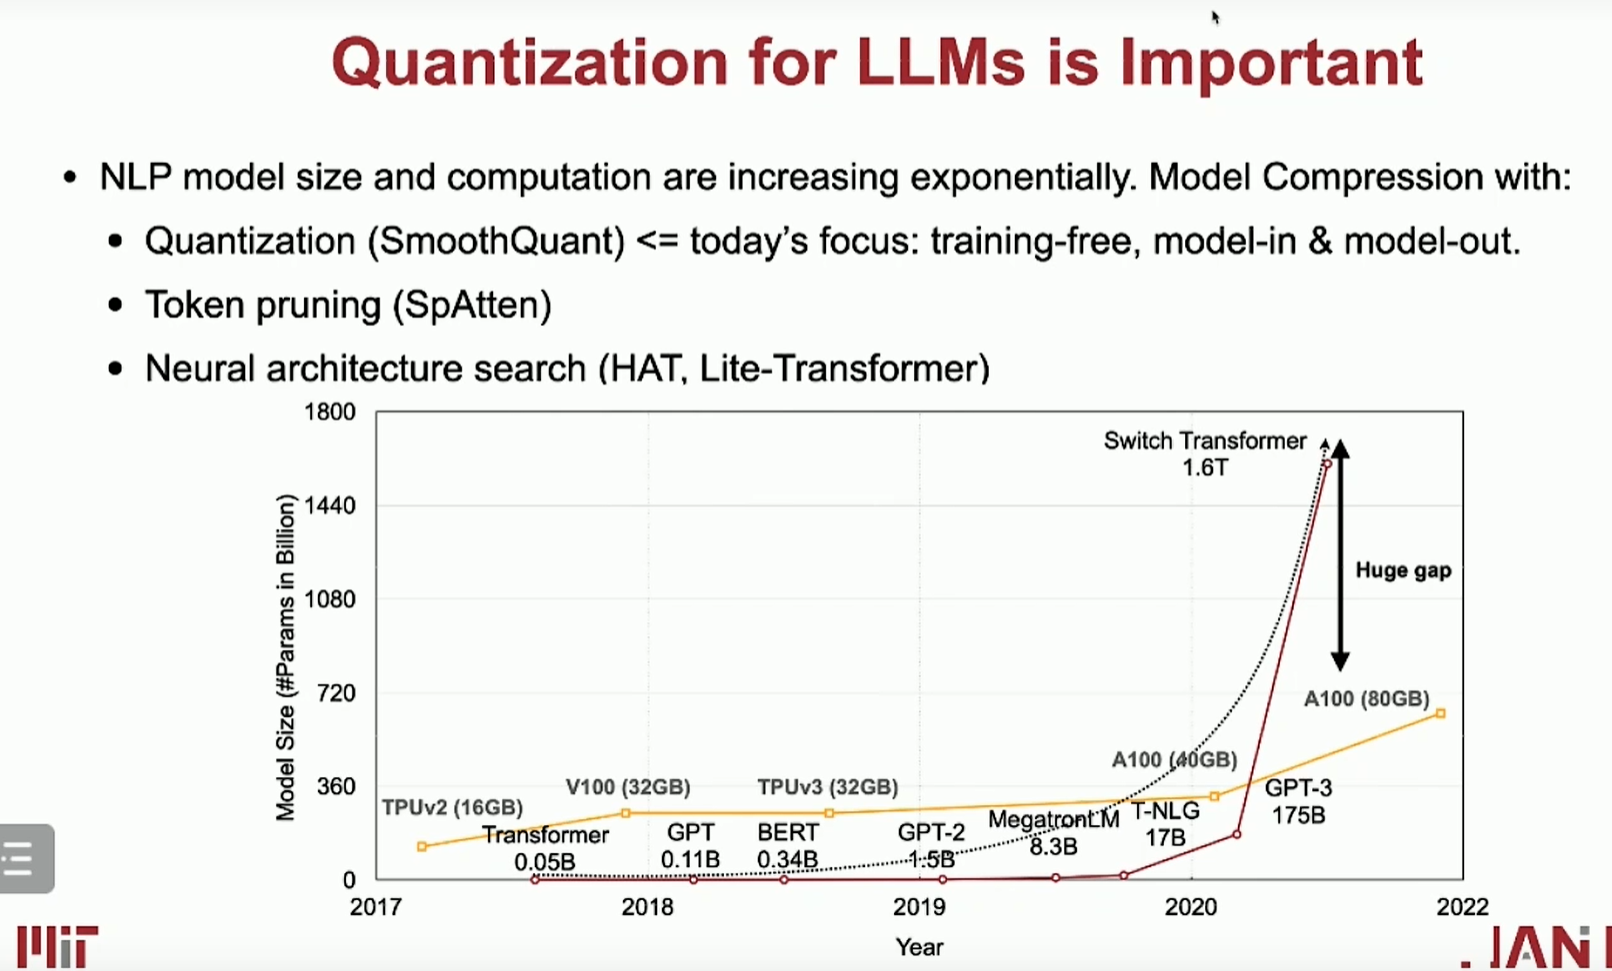 Quantization for LLMs is Important
• NLP model size and computation are increasing exponentially. Model Compression with:
• Quantization (SmoothQuant) <= today's focus: training-free, model-in & model-out.
• Token pruning (SpAtten)
• Neural architecture search (HAT, Lite-Transformer)
Model Size (#Params in Billion)
1800
1440
1080
720
360
0
Switch Transformer
1.6T
Huge gap
A100 (80GB)
A100 (40GB)
V100 (32GB)
TPUv3 (32GB)
TPUv2 (16GB)
Transformer
0.05B
GPT
0.11B
BERT
0.34B
GPT-2
1.5B
MegatronLM
8.3B
T-NLG
17B
GPT-3
175B
2017
2018
2019
2020
2022
Year
MIT